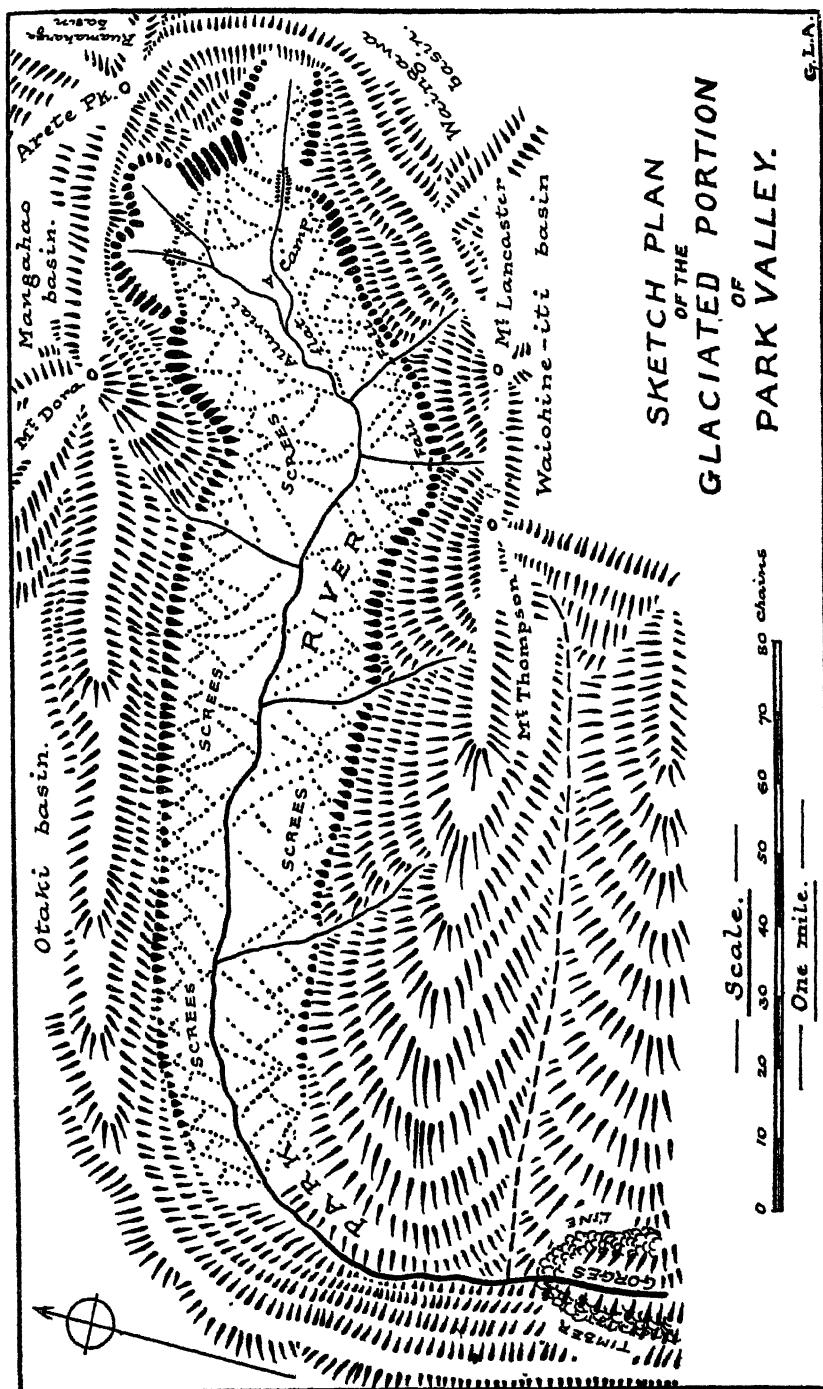 Ruamahanga
basin
Arete Pk
Waingawa
basin.
Mangahao
basin.
Mt Dora
Otaki basin.
Alluvial
flat
Camp
Fall
Fall
SCREES
SCREES
SCREES
SCREES
PARK RIVER
Mt Lancaster
Waiohine-iti basin
Mt Thompson
TIMBER LINE
GORGES
SKETCH PLAN
OF THE
GLACIATED PORTION
OF
PARK VALLEY.
0 10 20 30 40 50 60 70 80 Chains
Scale.
One mile.
G.L.A.